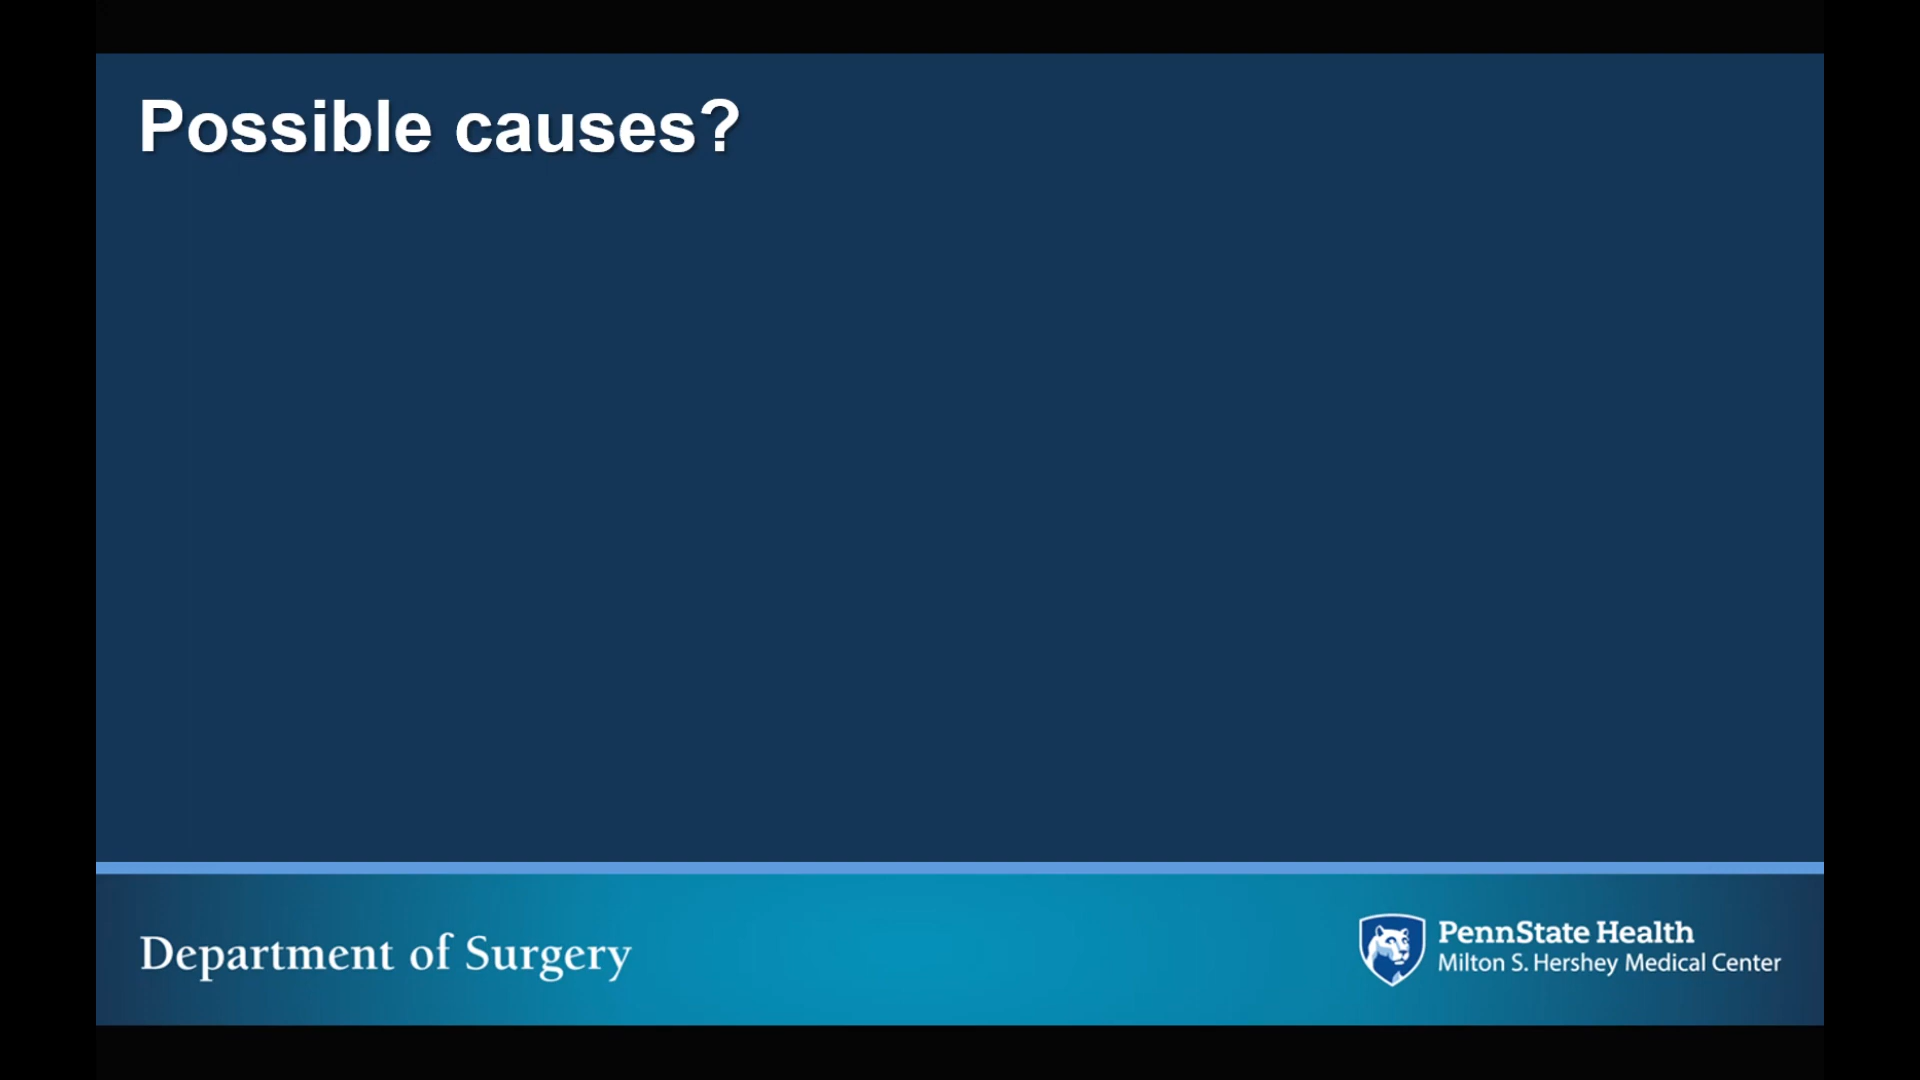 Possible causes?
Department of Surgery
PennState Health
Milton S. Hershey Medical Center